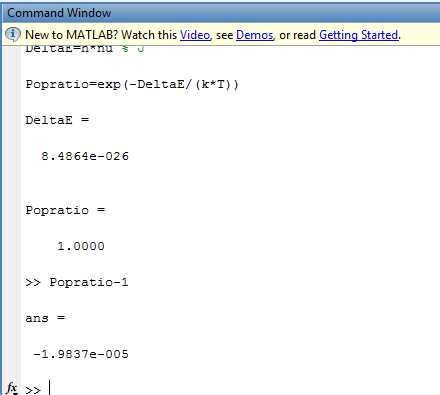 Command Window
New to MATLAB? Watch this Video, see Demos, or read Getting Started.
DeltaE=h*nu % J
Popratio=exp(-DeltaE/(k*T))
DeltaE =
8.4864e-026
Popratio =
1.0000
>> Popratio-1
ans =
-1.9837e-005
fx >>